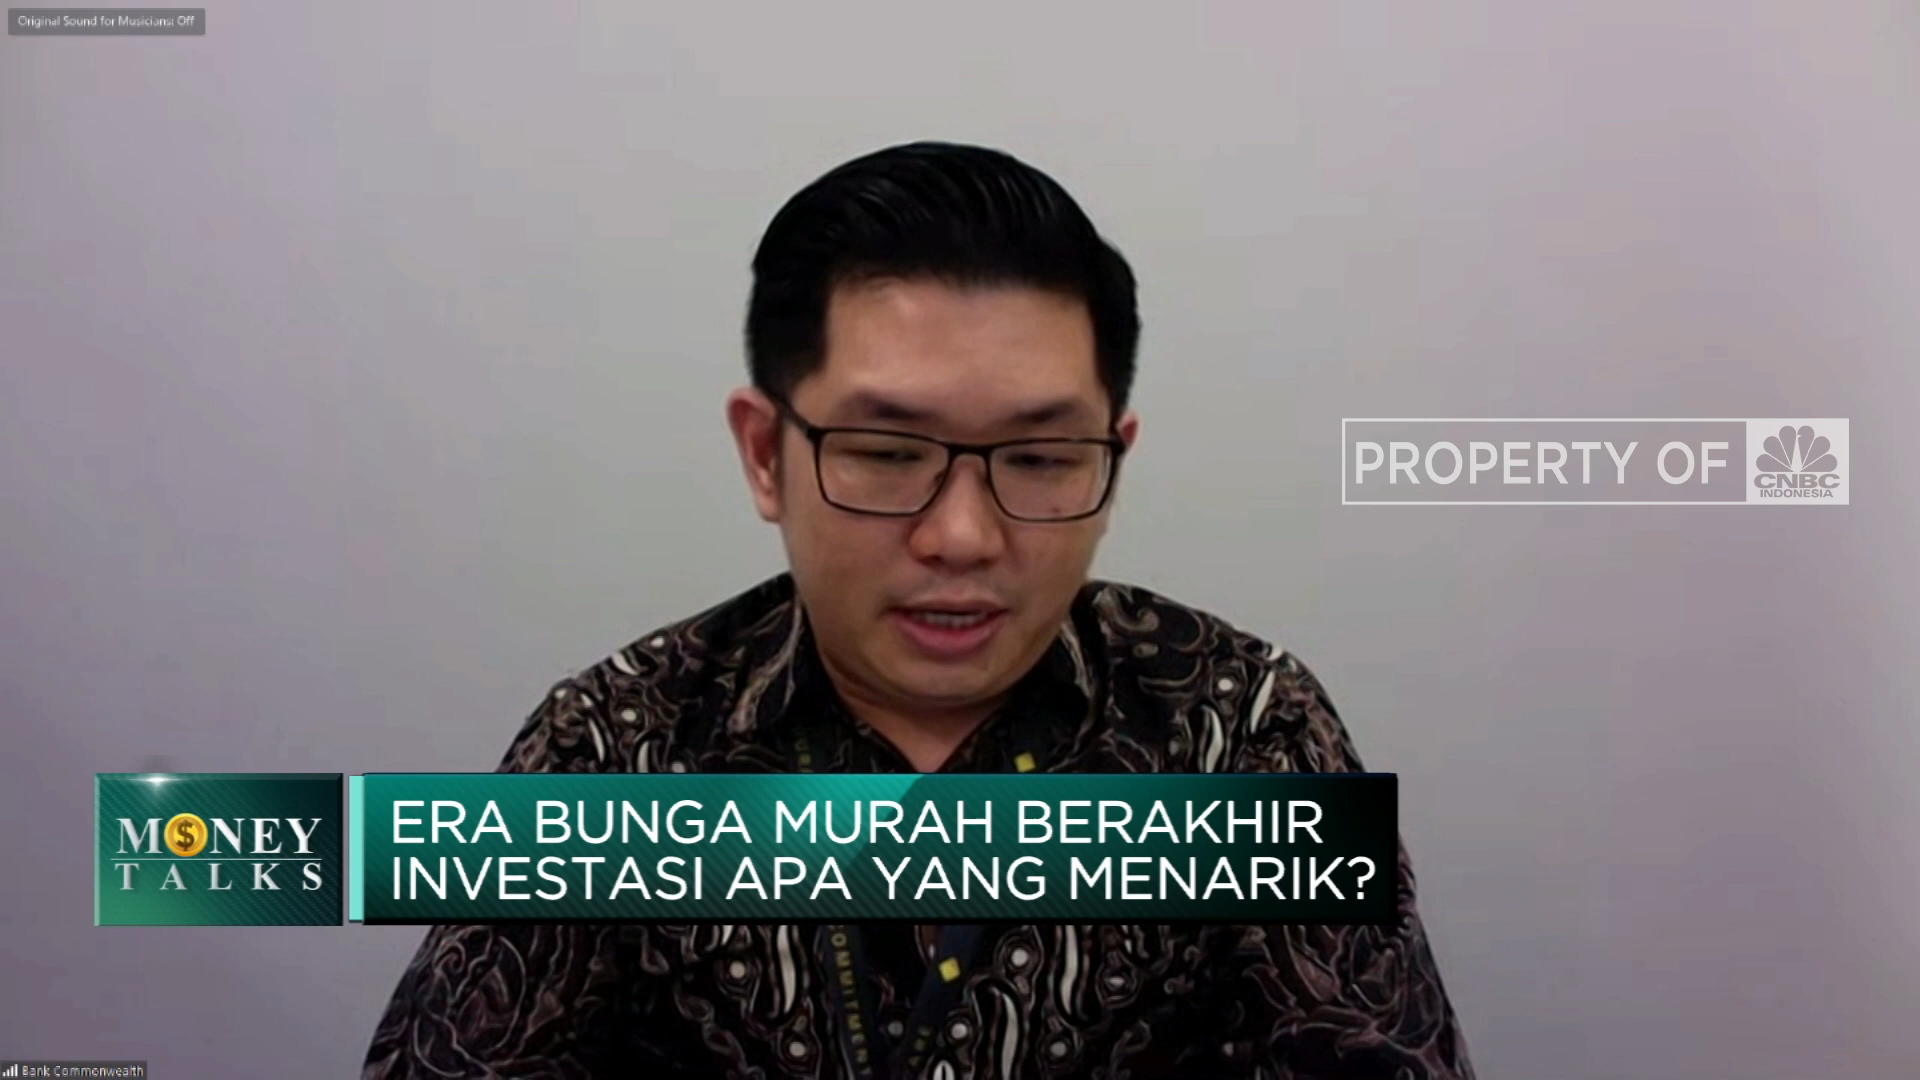 Original Sound for Musicians: Off
PROPERTY OF
CNBC
INDONESIA
MONEY
TALKS
ERA BUNGA MURAH BERAKHIR
INVESTASI APA YANG MENARIK?
COMMITMENT
Bank Commonwealth